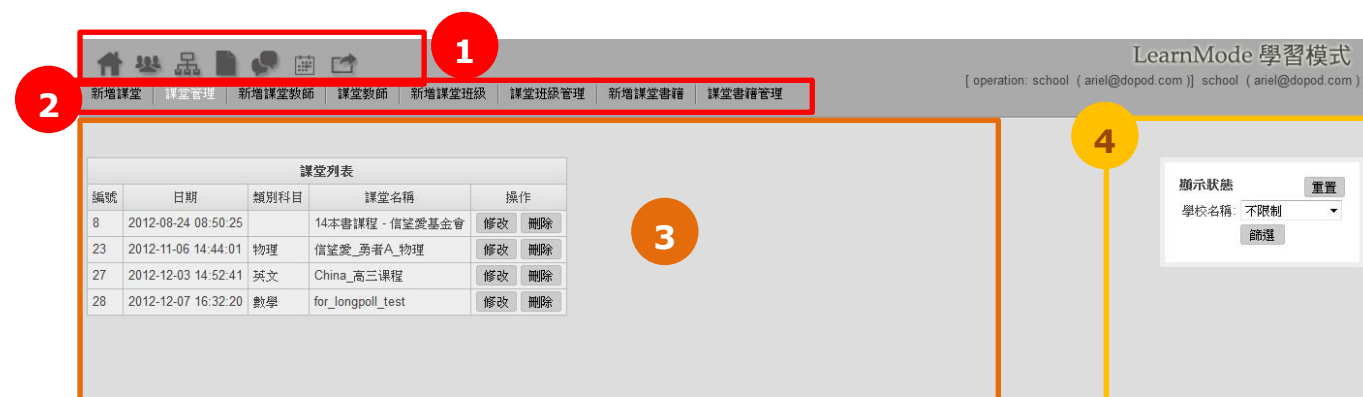 1
LearnMode 學習模式
[ operation: school ( ariel@dopod.com )] school ( ariel@dopod.com )
2
新增課堂 課堂管理 新增課堂教師 課堂教師 新增課堂班級 課堂班級管理 新增課堂書籍 課堂書籍管理
4
課堂列表
編號 日期 類別科目 課堂名稱 操作
8 2012-08-24 08:50:25 14本書課程 - 信望愛基金會 修改 刪除
23 2012-11-06 14:44:01 物理 信望愛_勇者A_物理 修改 刪除
27 2012-12-03 14:52:41 英文 China_高三课程 修改 刪除
28 2012-12-07 16:32:20 數學 for_longpoll_test 修改 刪除
3
顯示狀態 重置
學校名稱: 不限制
篩選